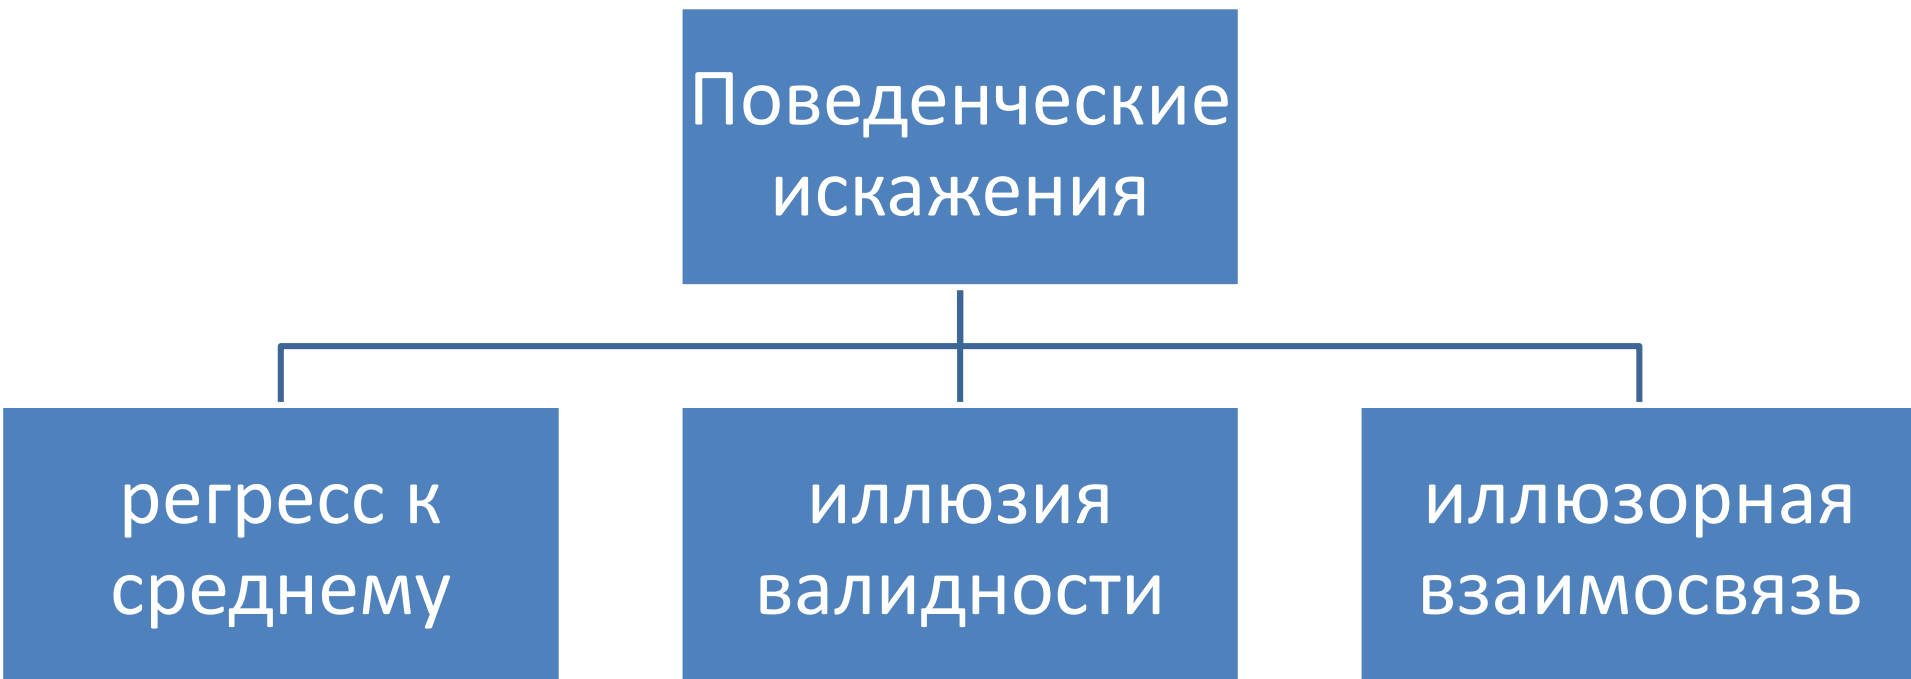 Поведенческие
искажения
регресс к
среднему
иллюзия
валидности
иллюзорная
взаимосвязь